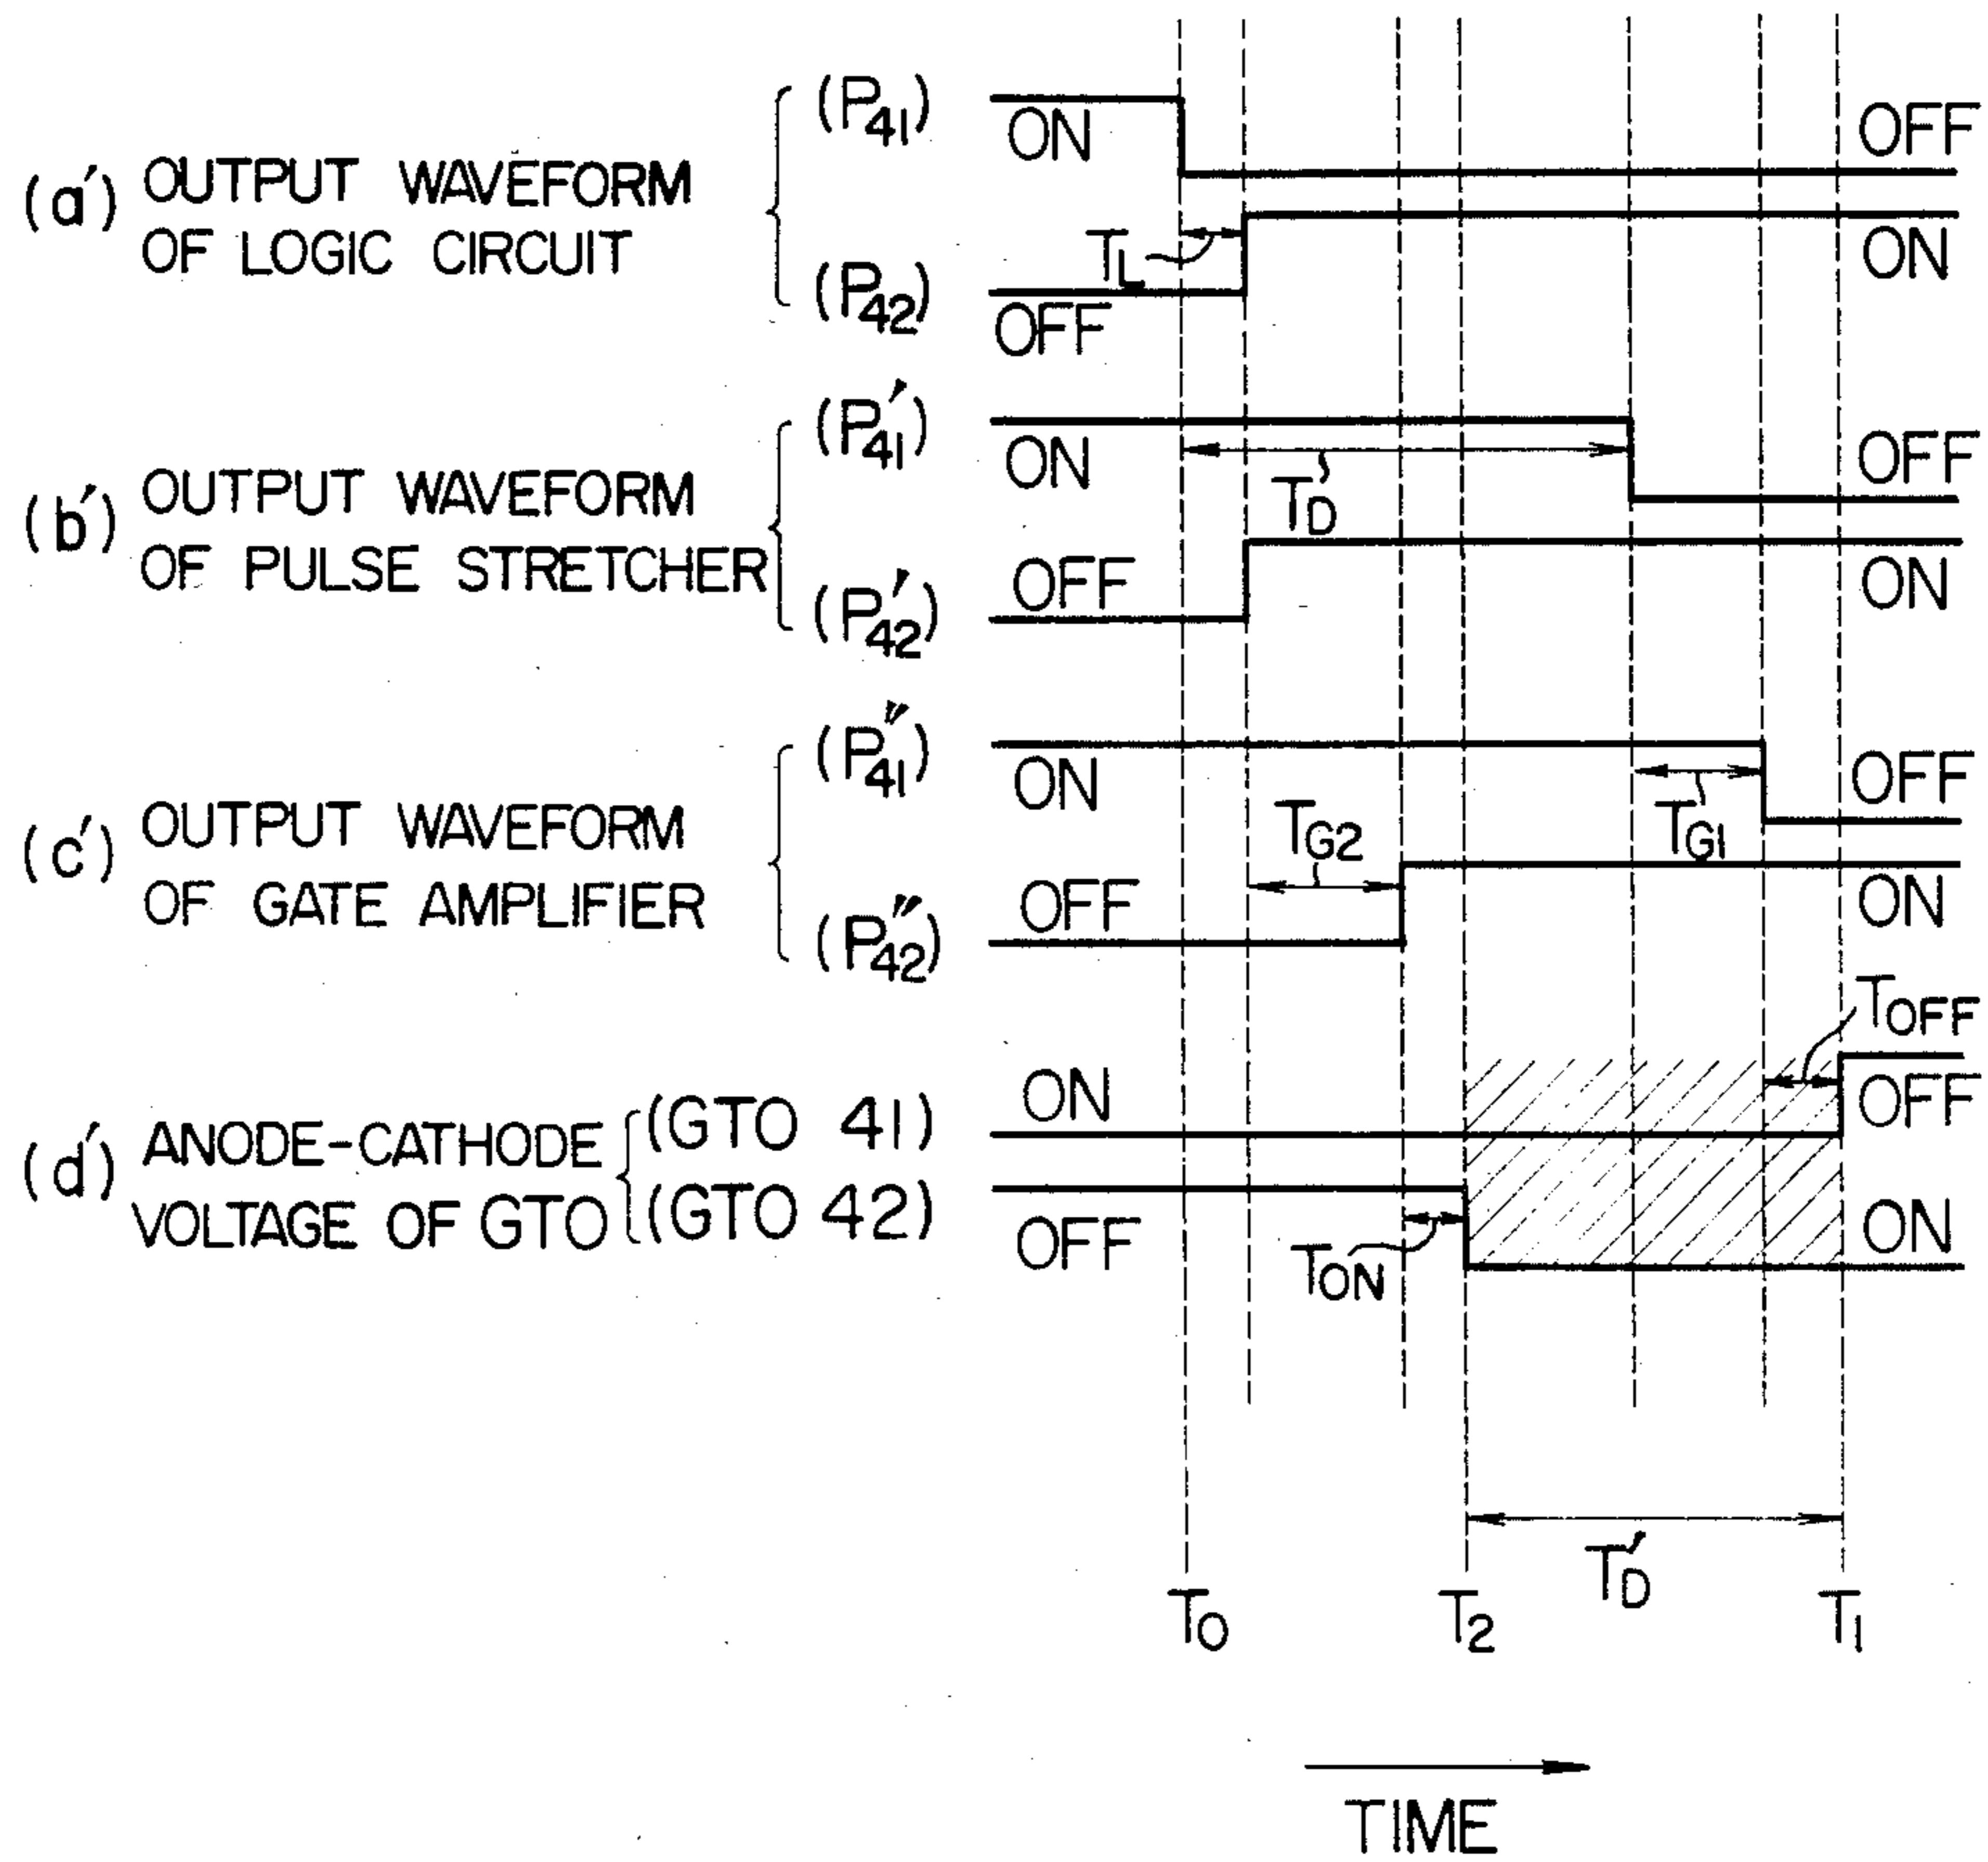 (a′) OUTPUT WAVEFORM
OF LOGIC CIRCUIT
(P41)
(P42)
ON
OFF
TL
OFF
ON
(b′) OUTPUT WAVEFORM
OF PULSE STRETCHER
(P′41)
(P′42)
ON
OFF
TD
OFF
ON
(c′) OUTPUT WAVEFORM
OF GATE AMPLIFIER
(P″41)
(P″42)
ON
OFF
TG2
TG1
OFF
ON
(d′) ANODE-CATHODE
VOLTAGE OF GTO
(GTO 41)
(GTO 42)
ON
OFF
TON
TOFF
OFF
ON
T′D
T0
T2
T1
TIME